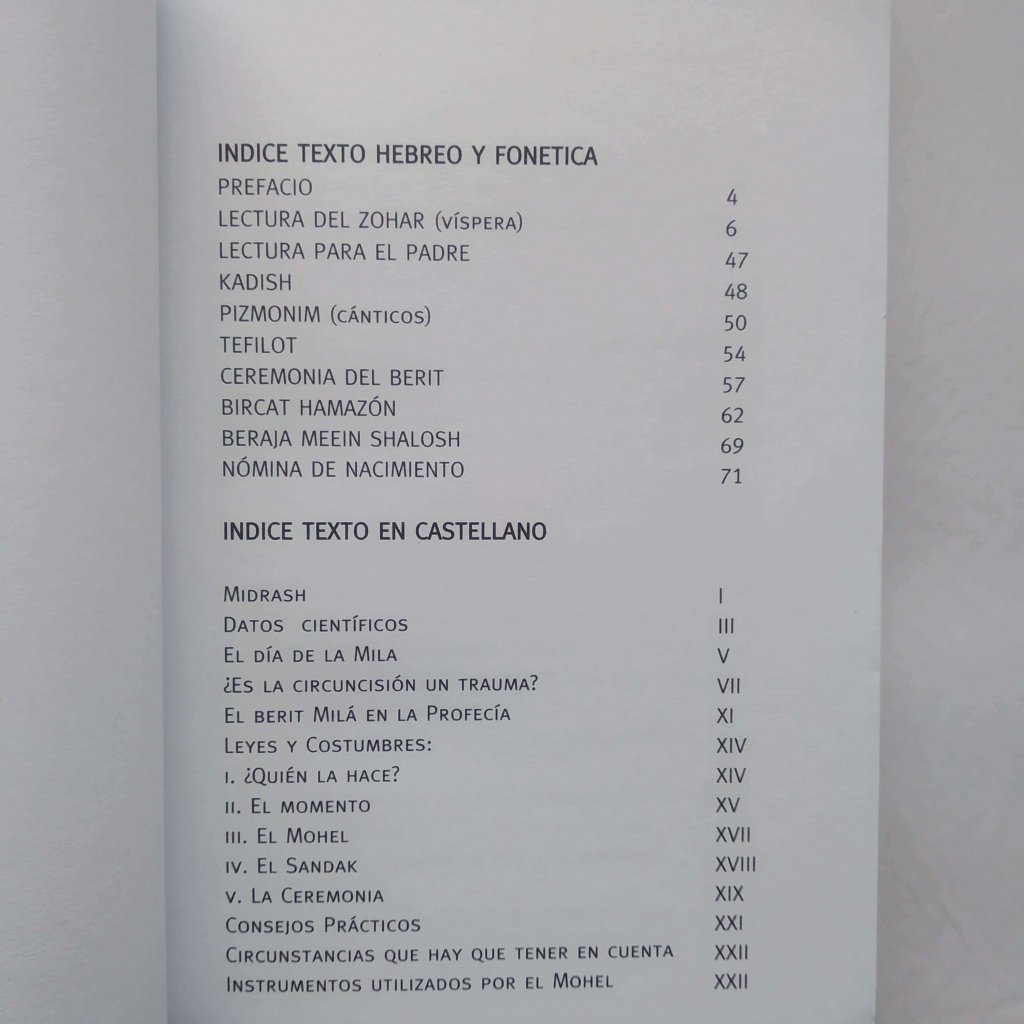 INDICE TEXTO HEBREO Y FONETICA
PREFACIO 4
LECTURA DEL ZOHAR (VÍSPERA) 6
LECTURA PARA EL PADRE 47
KADISH 48
PIZMONIM (CÁNTICOS) 50
TEFILOT 54
CEREMONIA DEL BERIT 57
BIRCAT HAMAZÓN 62
BERAJA MEEIN SHALOSH 69
NÓMINA DE NACIMIENTO 71
INDICE TEXTO EN CASTELLANO
MIDRASH I
DATOS CIENTÍFICOS III
EL DÍA DE LA MILA V
¿ES LA CIRCUNCISIÓN UN TRAUMA? VII
EL BERIT MILÁ EN LA PROFECÍA XI
LEYES Y COSTUMBRES: XIV
I. ¿QUIÉN LA HACE? XIV
II. EL MOMENTO XV
III. EL MOHEL XVII
IV. EL SANDAK XVIII
V. LA CEREMONIA XIX
CONSEJOS PRÁCTICOS XXI
CIRCUNSTANCIAS QUE HAY QUE TENER EN CUENTA XXII
INSTRUMENTOS UTILIZADOS POR EL MOHEL XXII